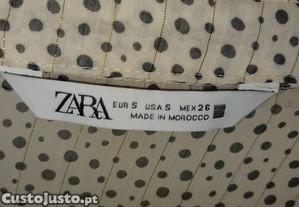 ZARA EUR S USA S MEX 26
MADE IN MOROCCO
CustoJusto.pt